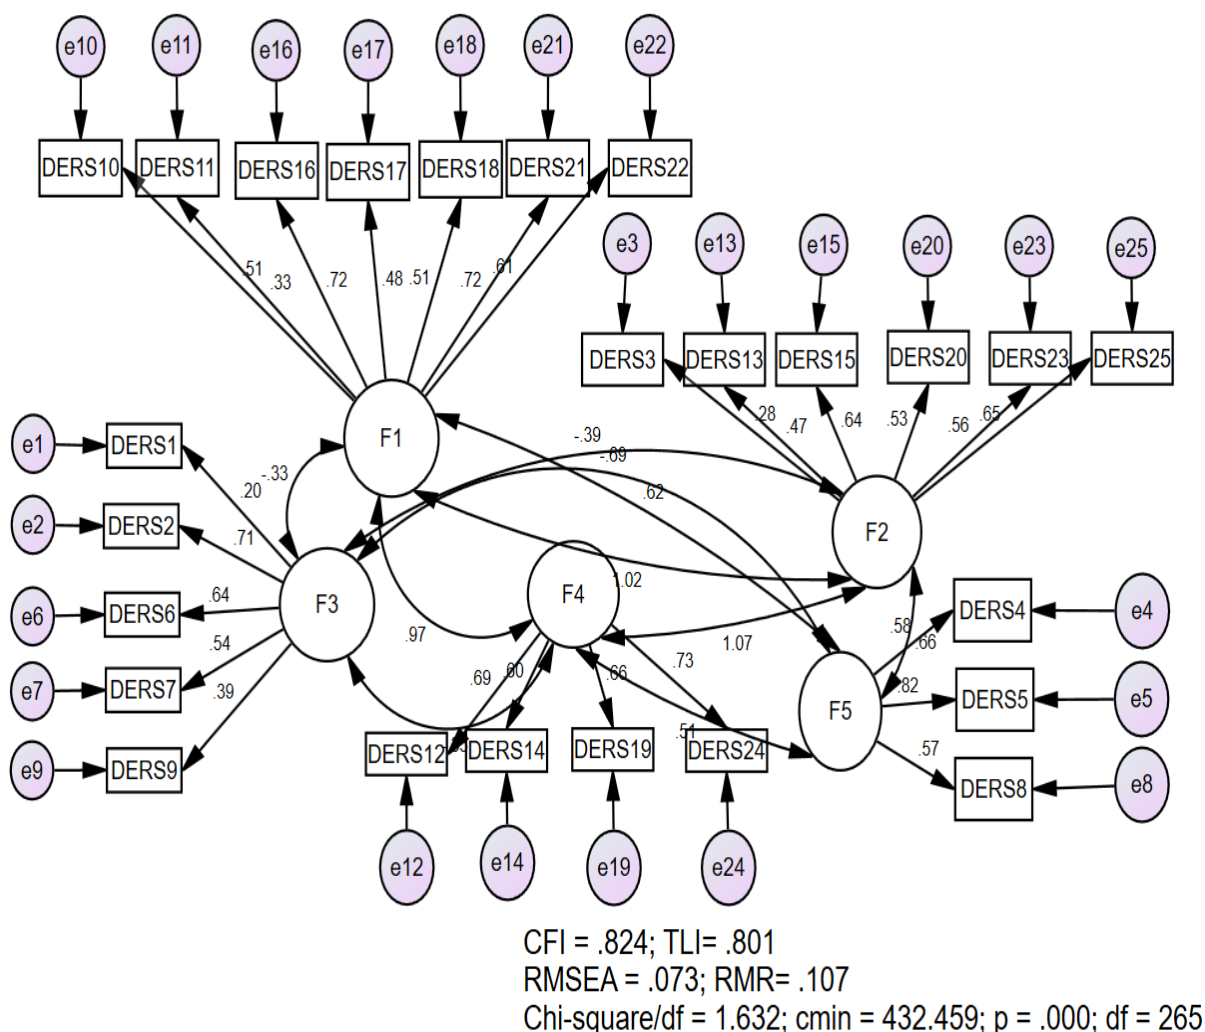 e10 e11 e16 e17 e18 e21 e22
DERS10 DERS11 DERS16 DERS17 DERS18 DERS21 DERS22
e3 e13 e15 e20 e23 e25
.51 .33 .72 .48 .51 .72 .61
DERS3 DERS13 DERS15 DERS20 DERS23 DERS25
.28 .47 .64 .53 .56 .65
e1 DERS1 F1 -.39
-.33 -.69
.20 .62
e2 DERS2 .71 F2
e6 DERS6 .64 F3 F4 1.02 DERS4 e4
.54 .97 .73 1.07 .58 .66
e7 DERS7 .39 .69 .60 .66 .82 DERS5 e5
F5
.51 .57
e9 DERS9 DERS12 DERS14 DERS19 DERS24 DERS8 e8
e12 e14 e19 e24
CFI = .824; TLI= .801
RMSEA = .073; RMR= .107
Chi-square/df = 1.632; cmin = 432.459; p = .000; df = 265